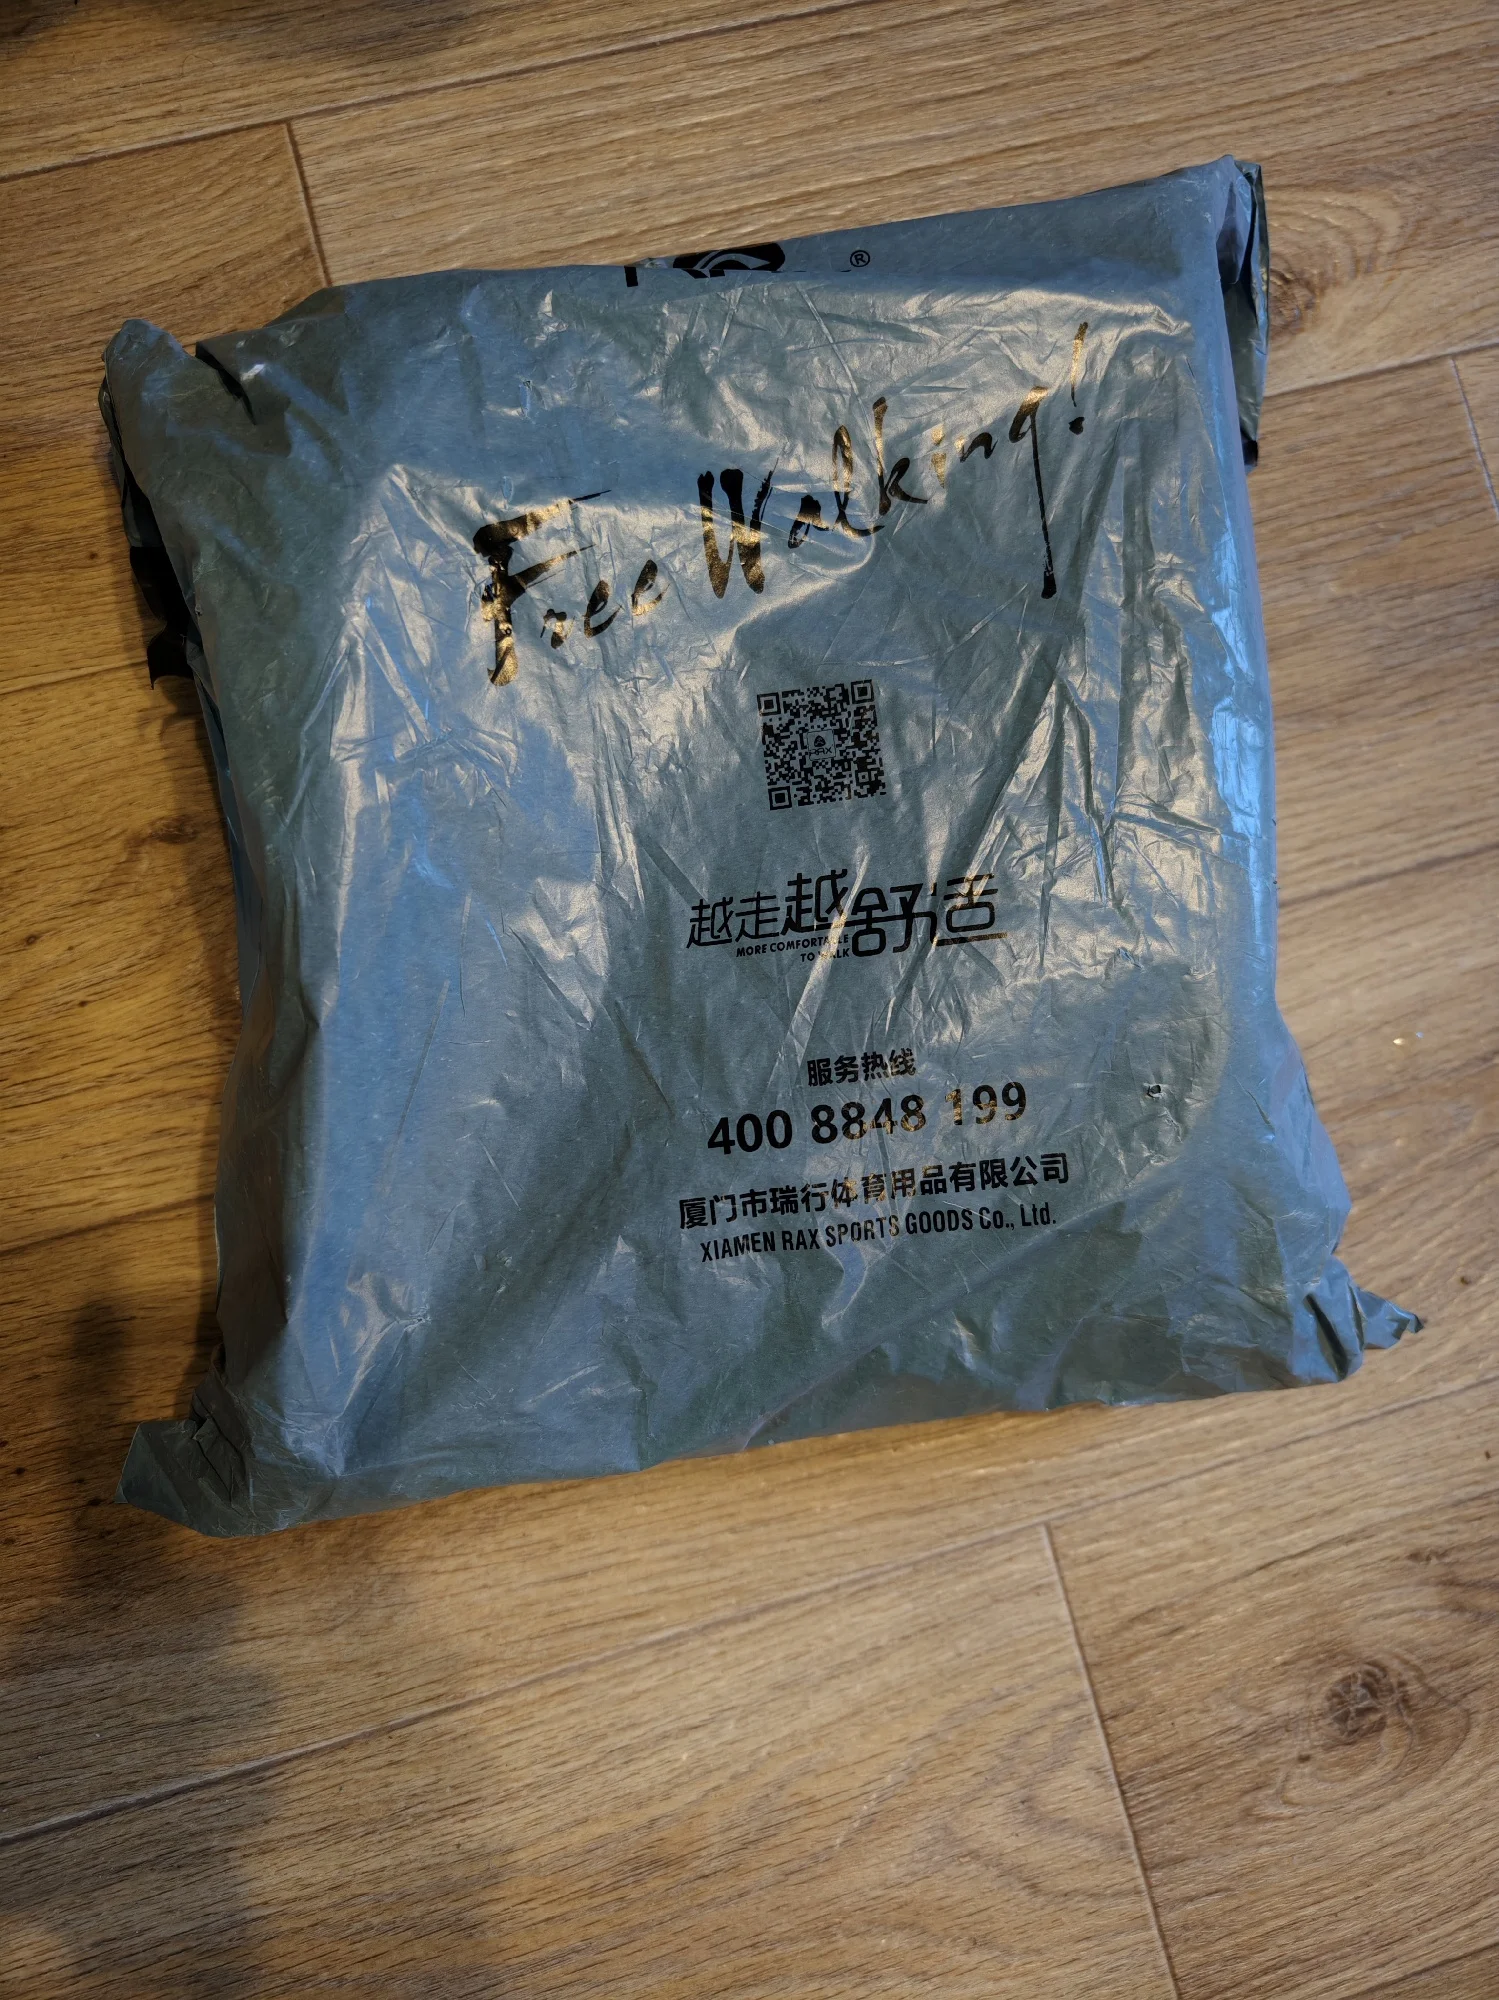 ®
Free Walking!
RAX
越走越舒适
MORE COMFORTABLE
TO WALK
服务热线
400 8848 199
厦门市瑞行体育用品有限公司
XIAMEN RAX SPORTS GOODS Co., Ltd.